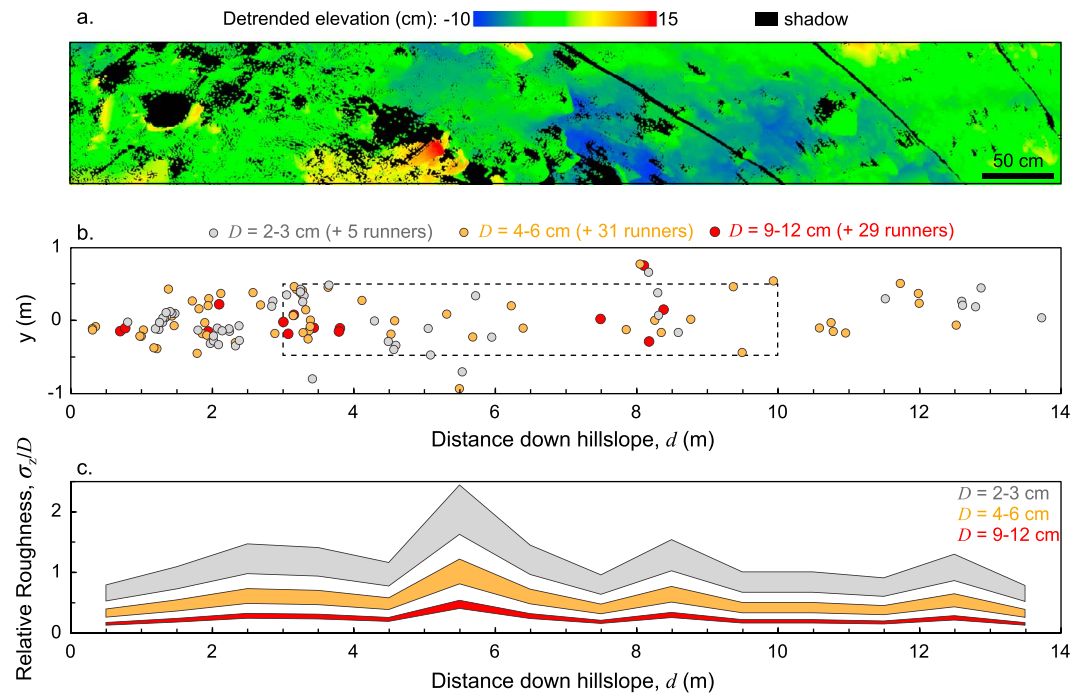 a.
Detrended elevation (cm): -10 15 shadow
50 cm
b.
D = 2-3 cm (+ 5 runners) D = 4-6 cm (+ 31 runners) D = 9-12 cm (+ 29 runners)
1
0
-1
y (m)
0 2 4 6 8 10 12 14
Distance down hillslope, d (m)
c.
D = 2-3 cm
D = 4-6 cm
D = 9-12 cm
2
1
0
Relative Roughness, σz/D
0 2 4 6 8 10 12 14
Distance down hillslope, d (m)